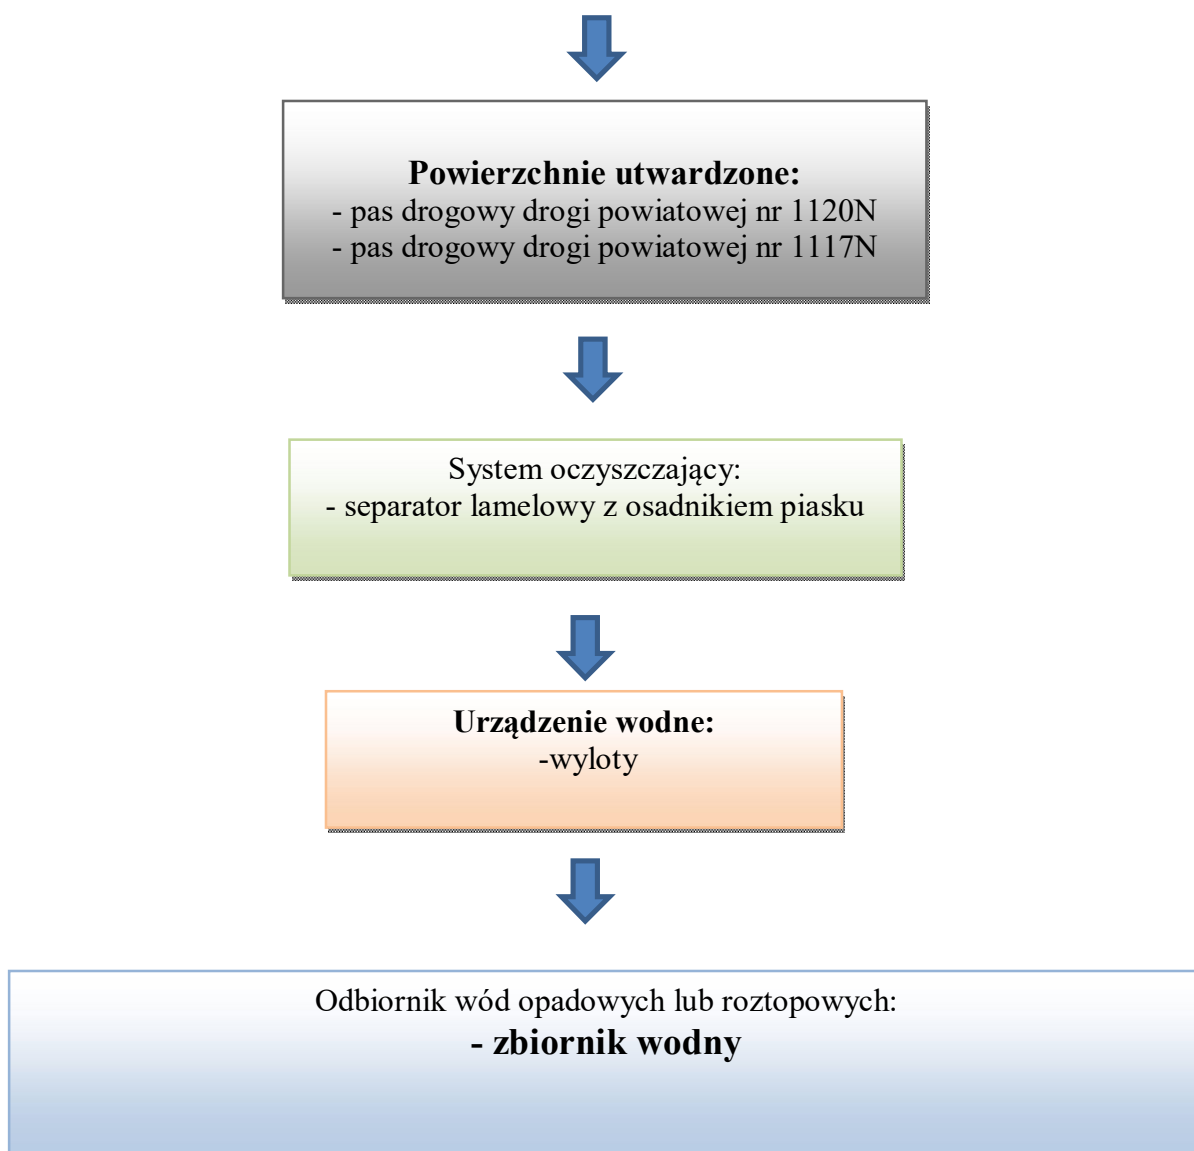 Powierzchnie utwardzone:
- pas drogowy drogi powiatowej nr 1120N
- pas drogowy drogi powiatowej nr 1117N
System oczyszczający:
- separator lamelowy z osadnikiem piasku
Urządzenie wodne:
-wyloty
Odbiornik wód opadowych lub roztopowych:
- zbiornik wodny